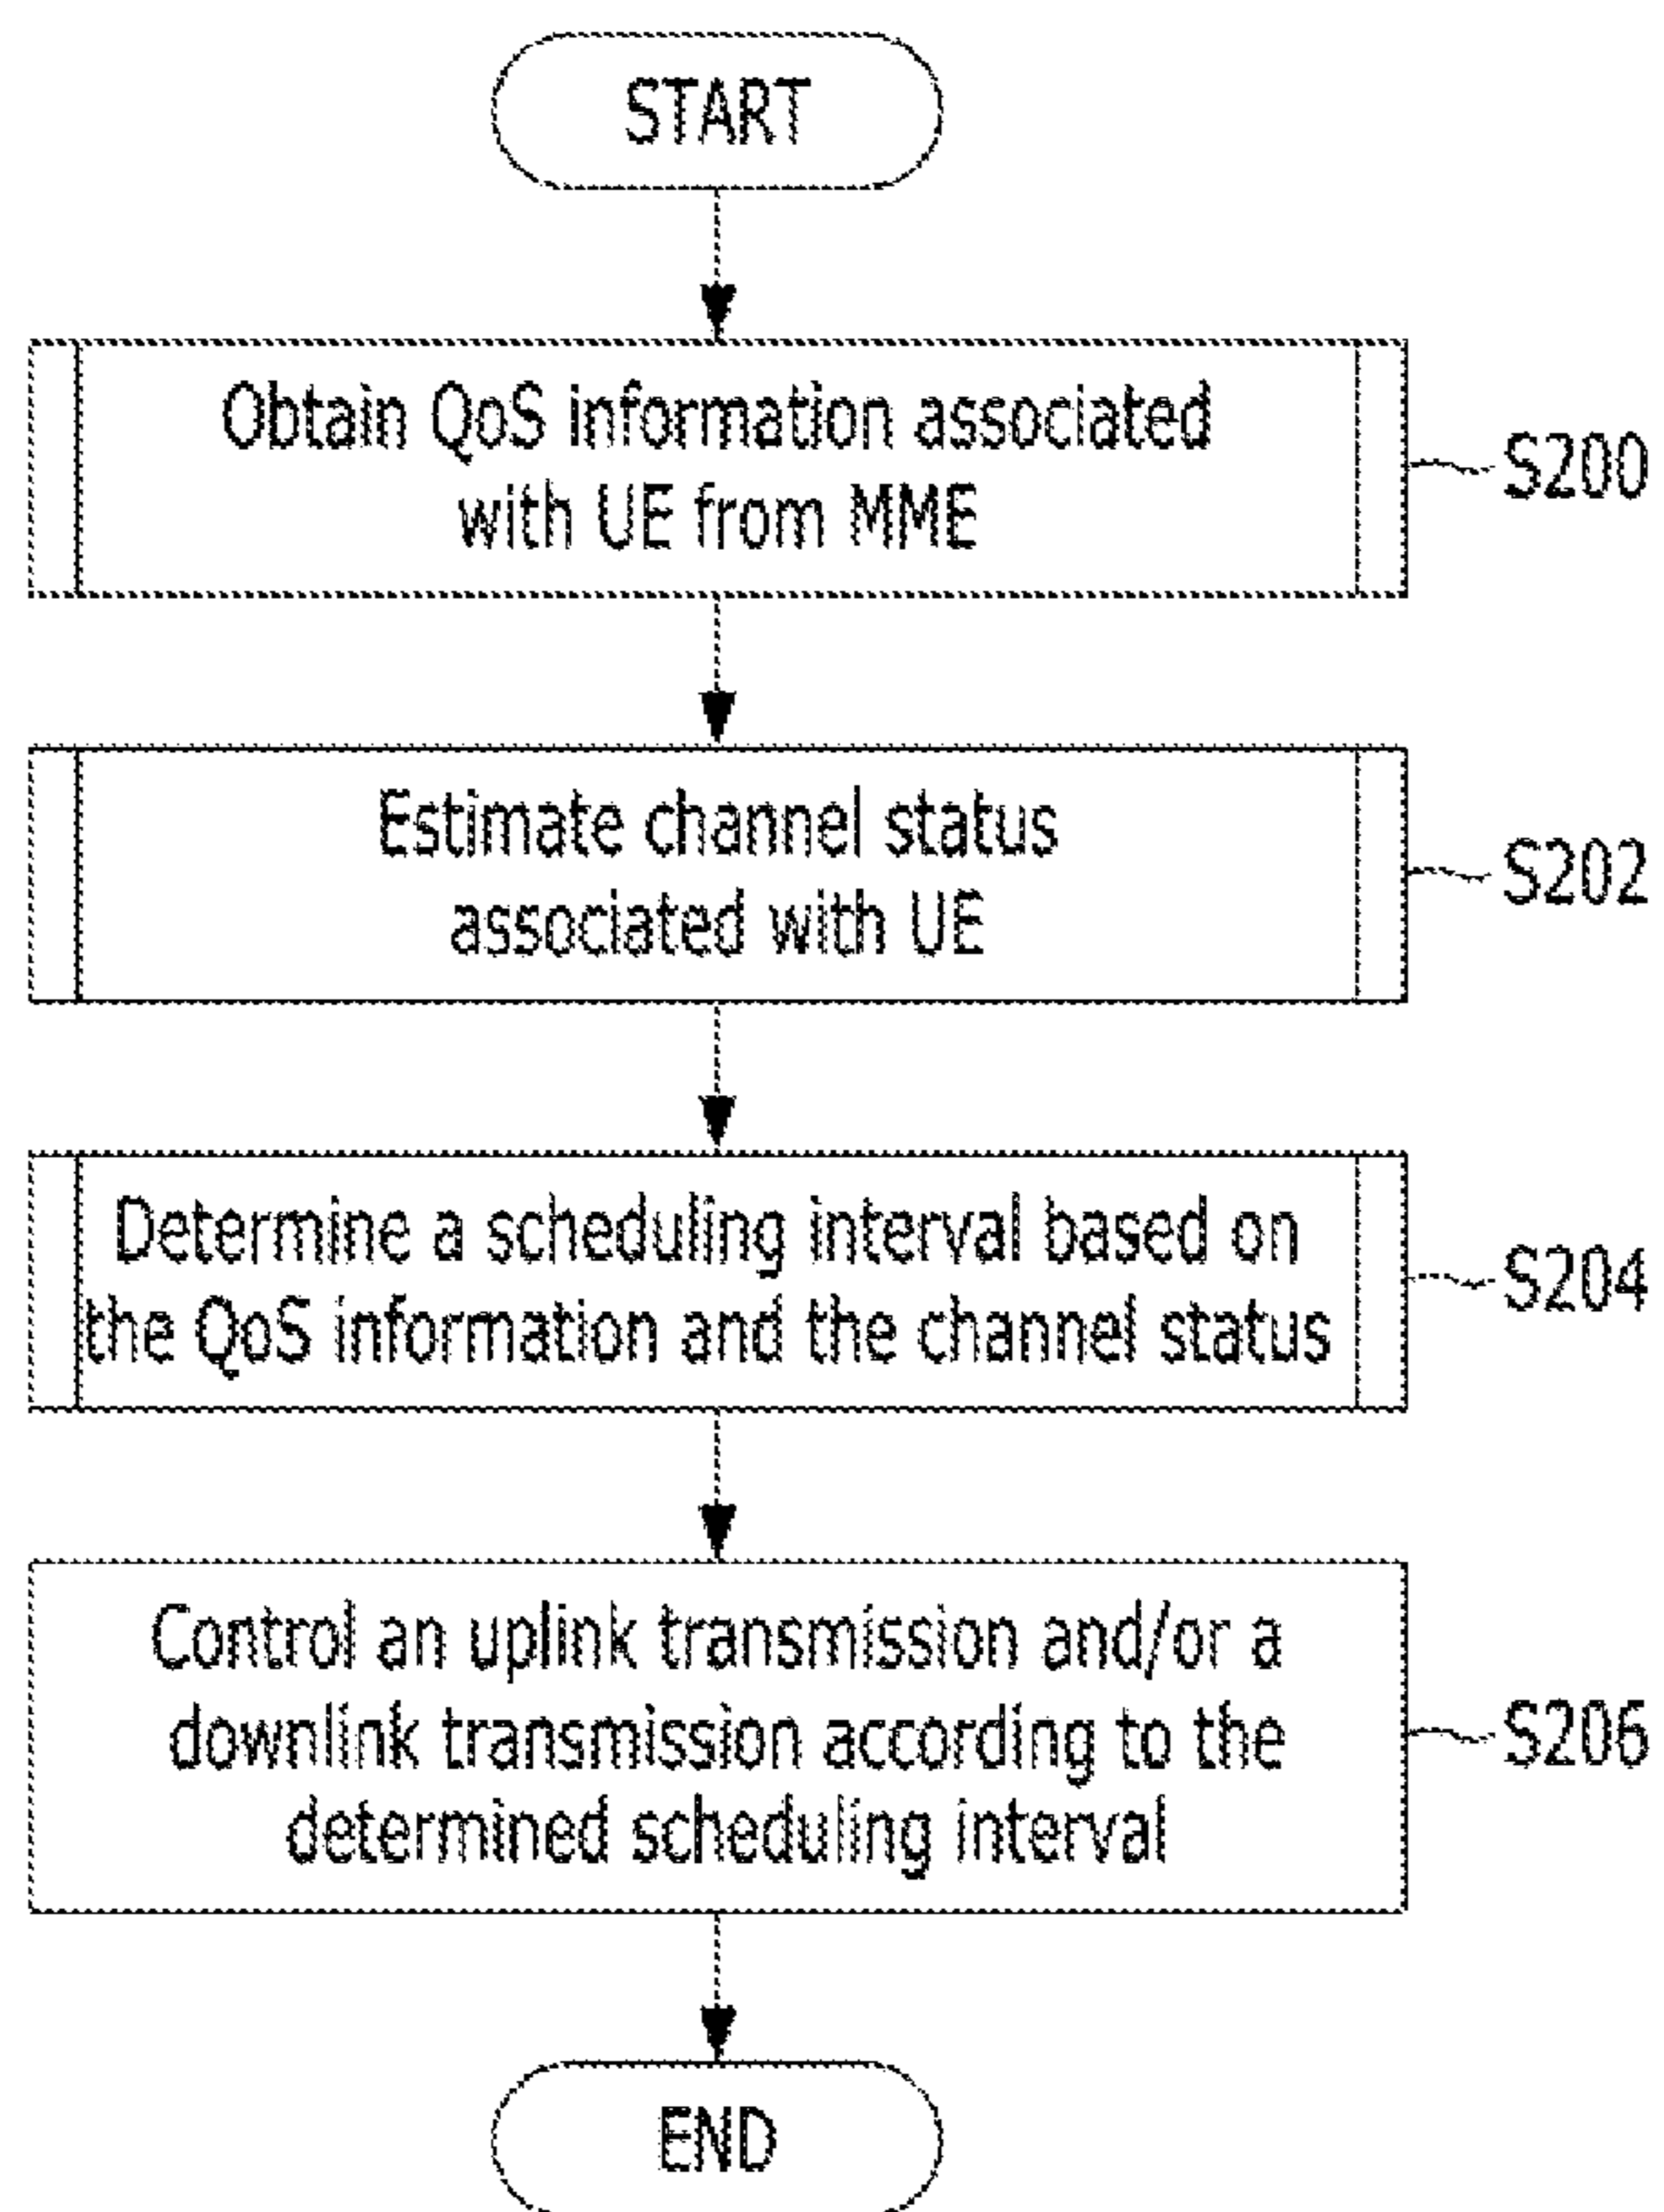 START
Obtain QoS information associated
with UE from MME
S200
Estimate channel status
associated with UE
S202
Determine a scheduling interval based on
the QoS information and the channel status
S204
Control an uplink transmission and/or a
downlink transmission according to the
determined scheduling interval
S206
END